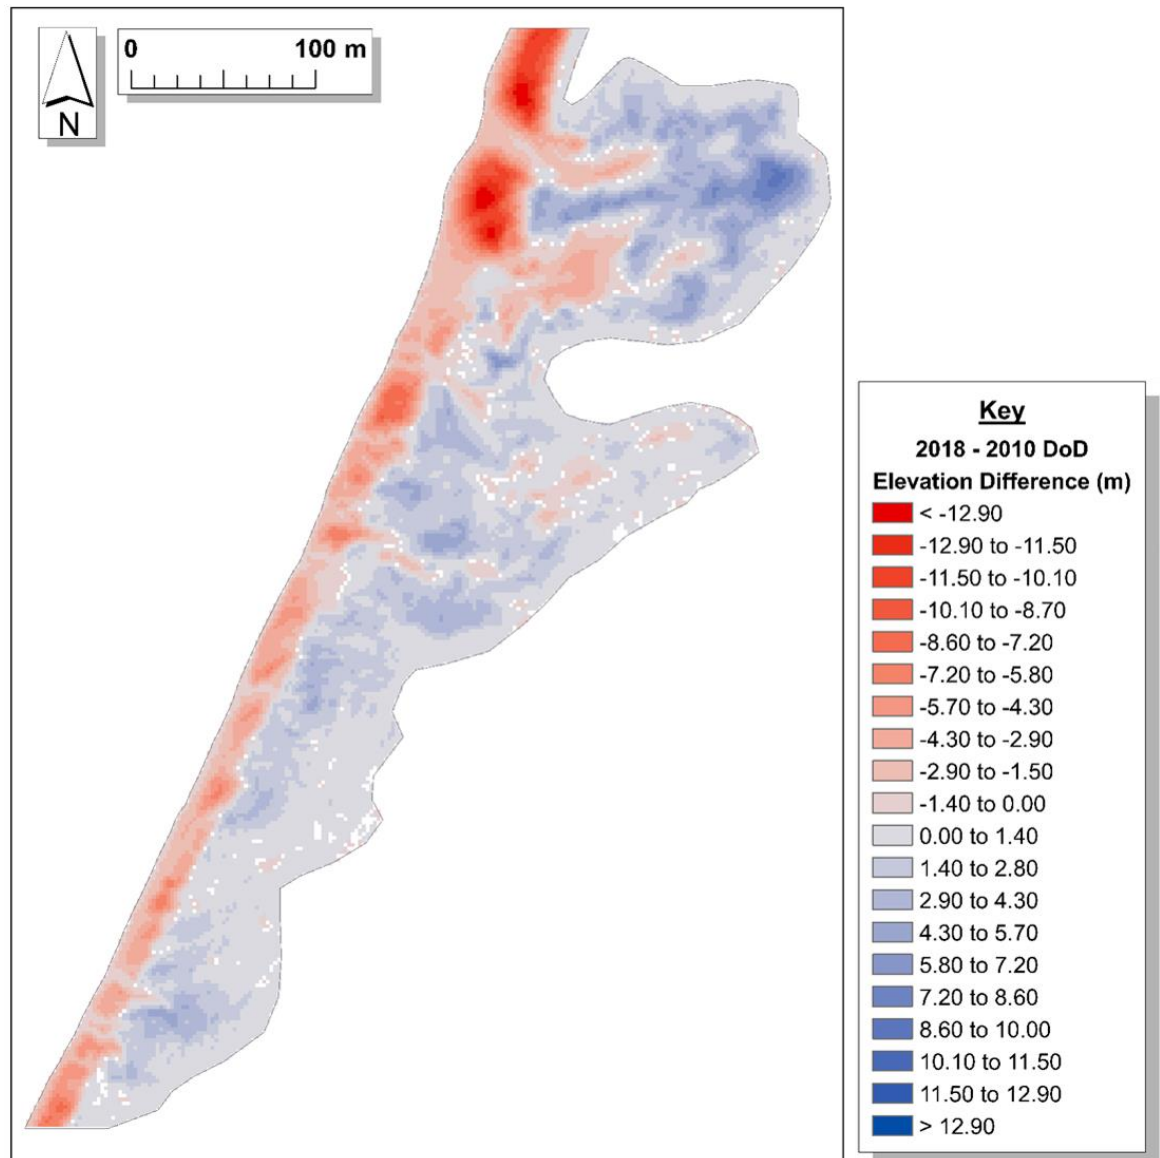 0 100 m
N
Key
2018 - 2010 DoD
Elevation Difference (m)
< -12.90
-12.90 to -11.50
-11.50 to -10.10
-10.10 to -8.70
-8.60 to -7.20
-7.20 to -5.80
-5.70 to -4.30
-4.30 to -2.90
-2.90 to -1.50
-1.40 to 0.00
0.00 to 1.40
1.40 to 2.80
2.90 to 4.30
4.30 to 5.70
5.80 to 7.20
7.20 to 8.60
8.60 to 10.00
10.10 to 11.50
11.50 to 12.90
> 12.90